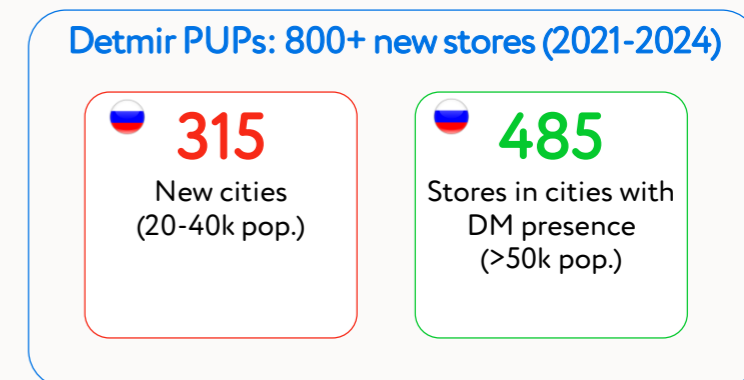 Detmir PUPs: 800+ new stores (2021-2024)
315
New cities
(20-40k pop.)
485
Stores in cities with
DM presence
(>50k pop.)